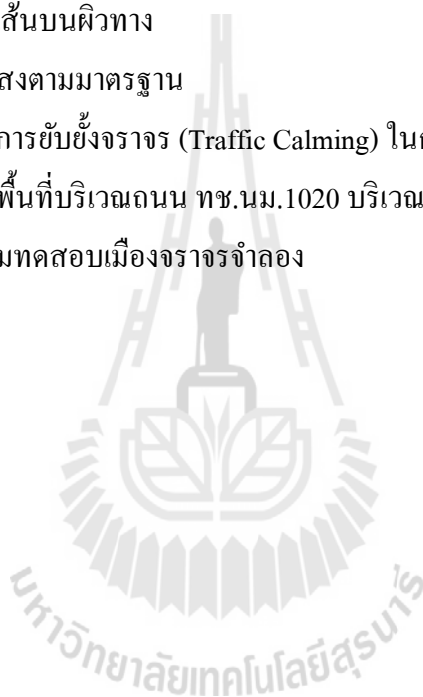 ส้นบนผิวทาง
สงตามมาตรฐาน
การยับยั้งจราจร (Traffic Calming) ใน
พื้นที่บริเวณถนน ทช.นม.1020 บริเวณ
มทดสอบเมืองจราจรจำลอง
มหาวิทยาลัยเทคโนโลยีสุรนารี